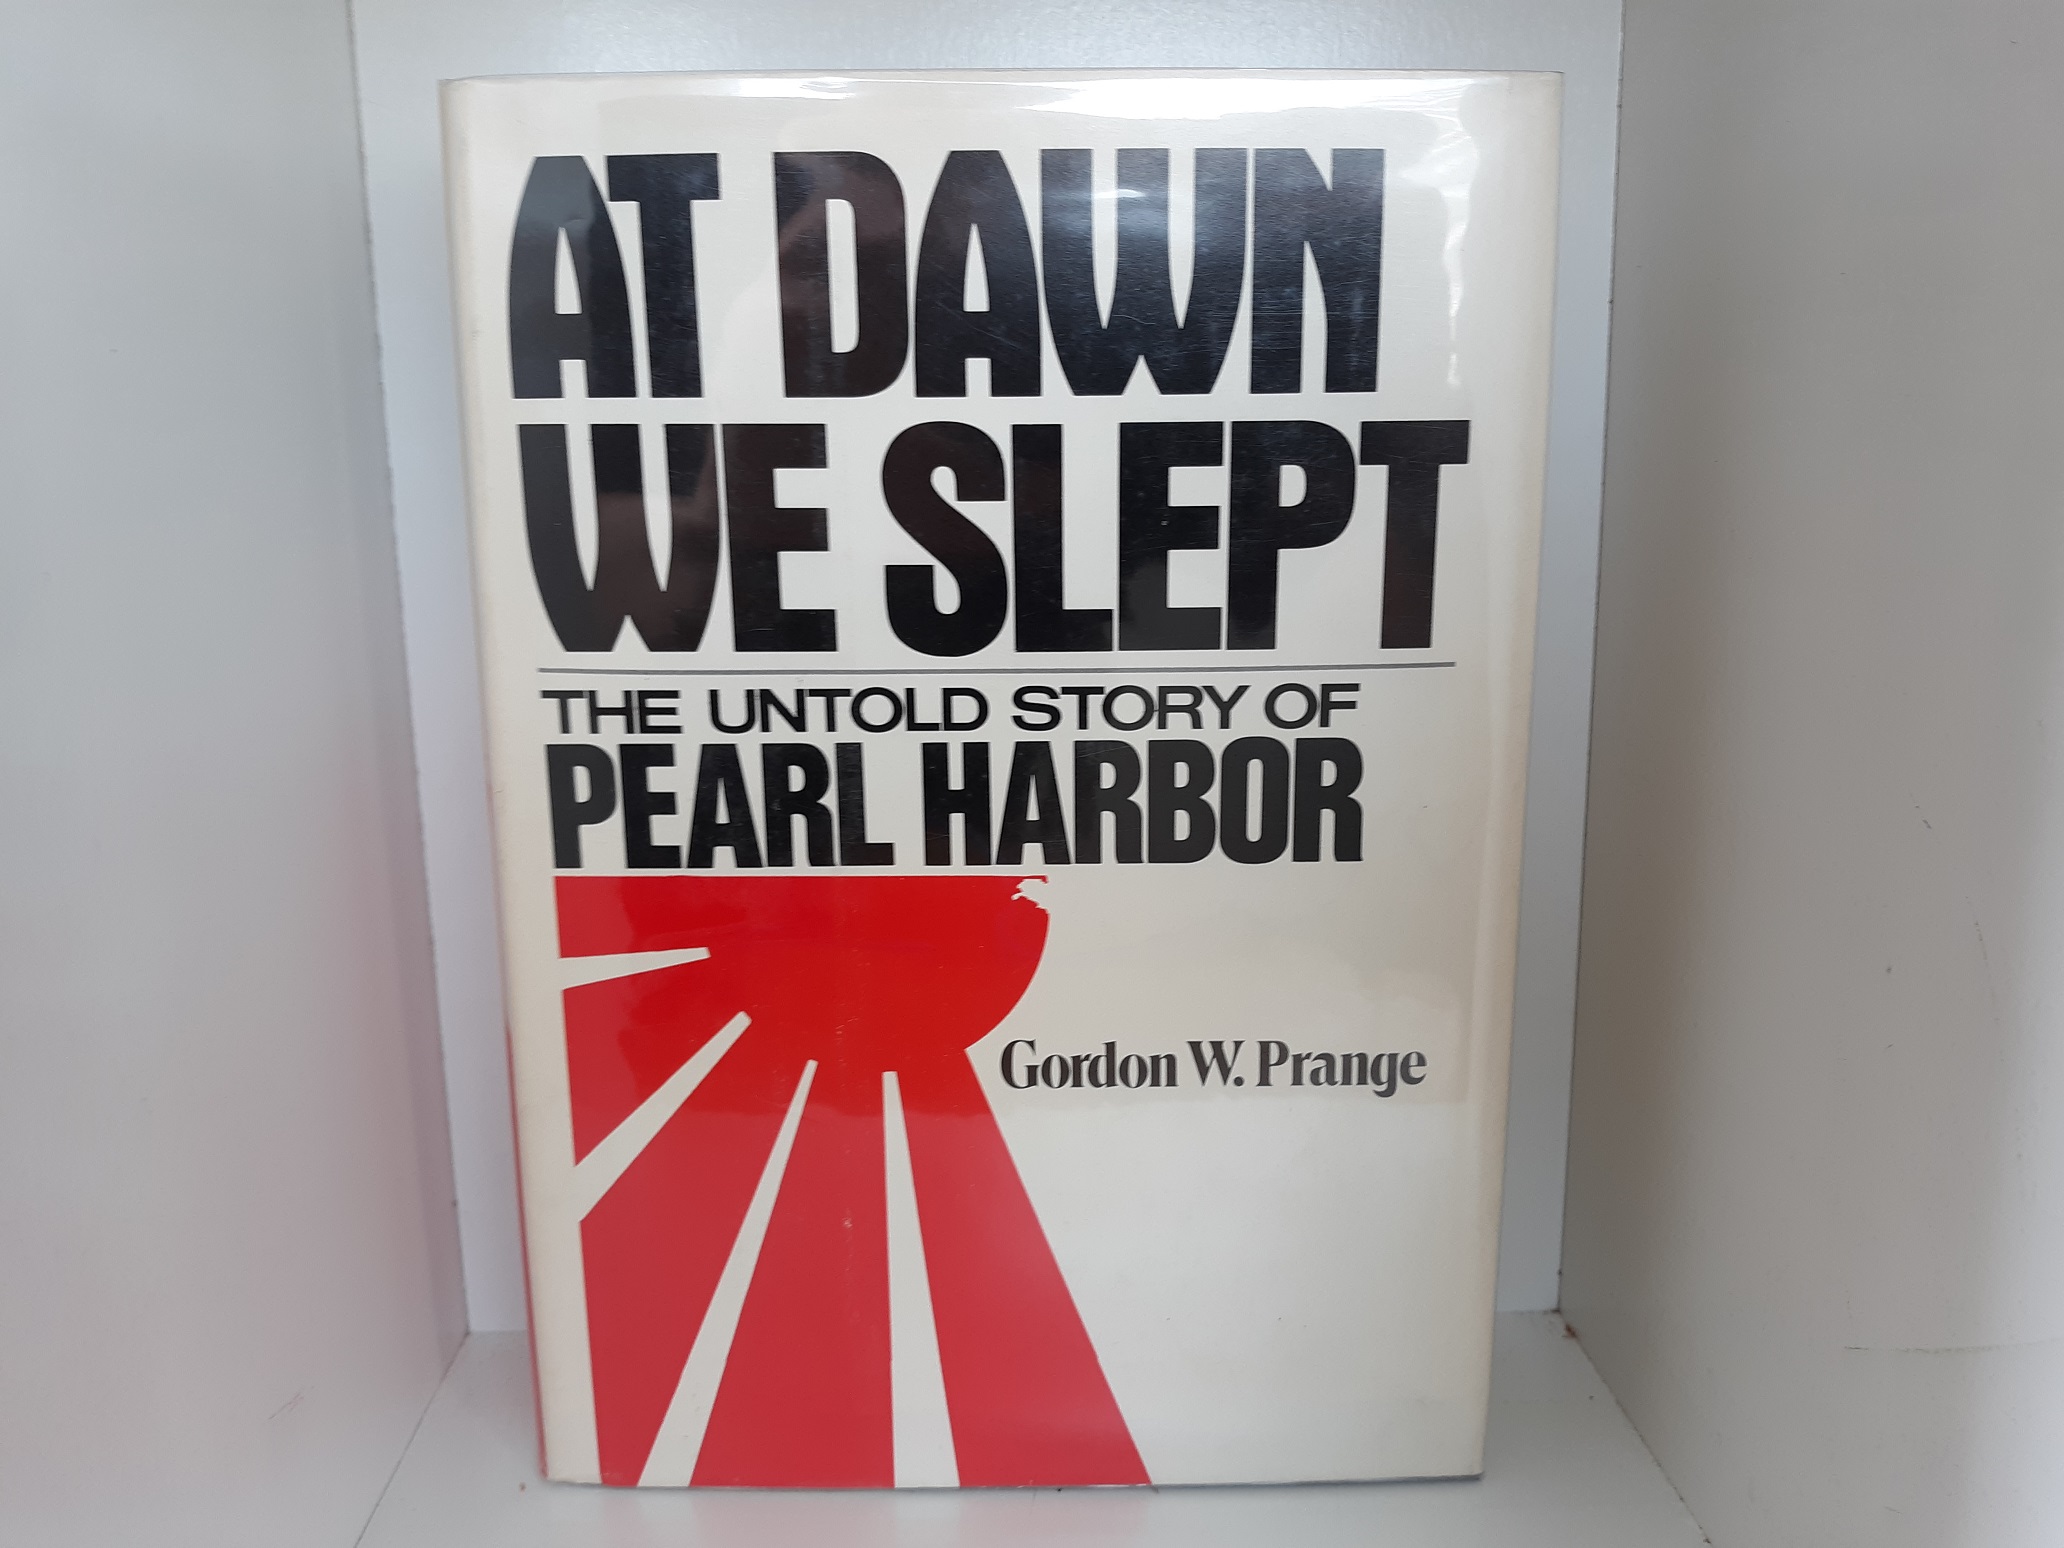 AT DAWN
WE SLEPT
THE UNTOLD STORY OF
PEARL HARBOR
Gordon W. Prange